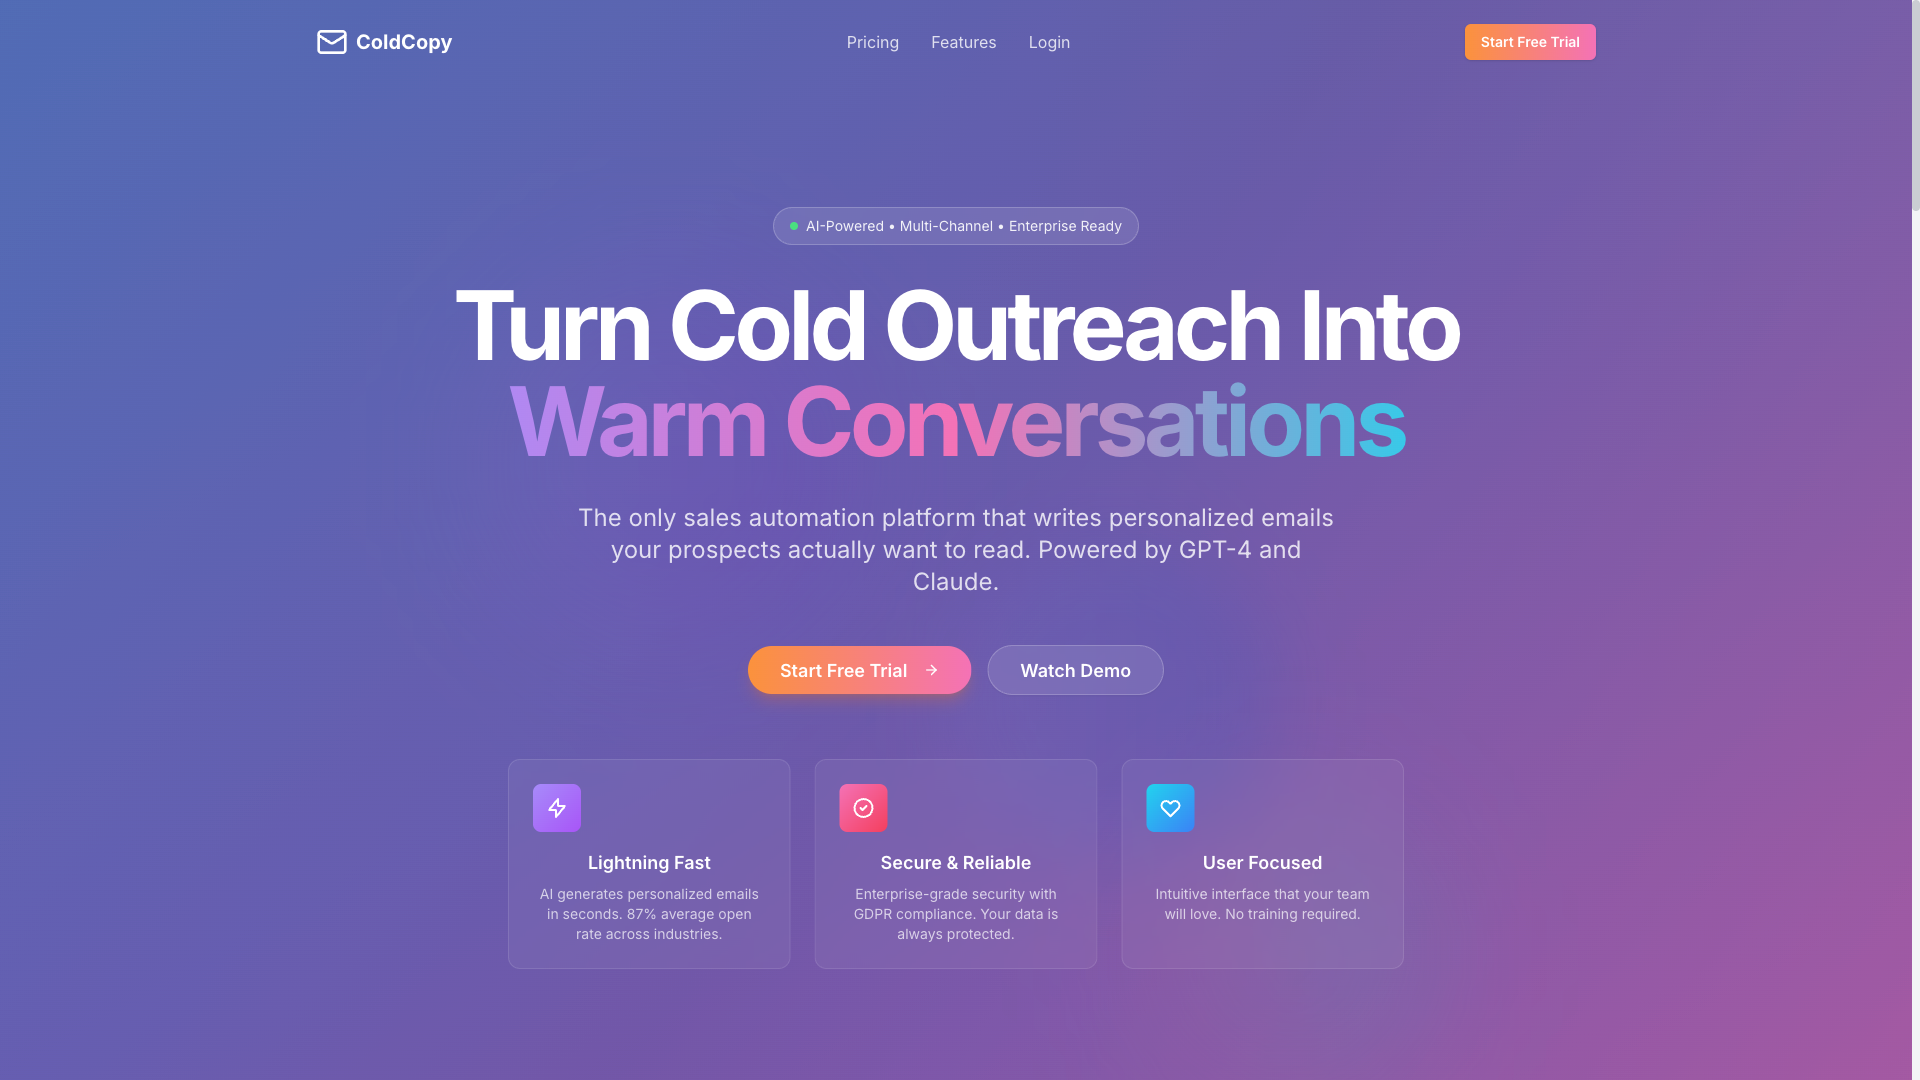 ColdCopy
Pricing
Features
Login
Start Free Trial
AI-Powered • Multi-Channel • Enterprise Ready
Turn Cold Outreach Into
Warm Conversations
The only sales automation platform that writes personalized emails
your prospects actually want to read. Powered by GPT-4 and
Claude.
Start Free Trial
Watch Demo
Lightning Fast
AI generates personalized emails
in seconds. 87% average open
rate across industries.
Secure & Reliable
Enterprise-grade security with
GDPR compliance. Your data is
always protected.
User Focused
Intuitive interface that your team
will love. No training required.